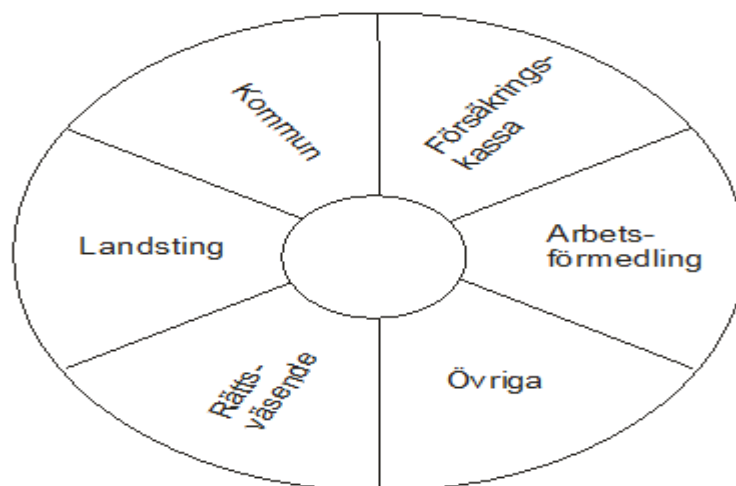 Kommun
Försäkrings-
kassa
Landsting
Arbets-
förmedling
Rätts-
väsende
Övriga